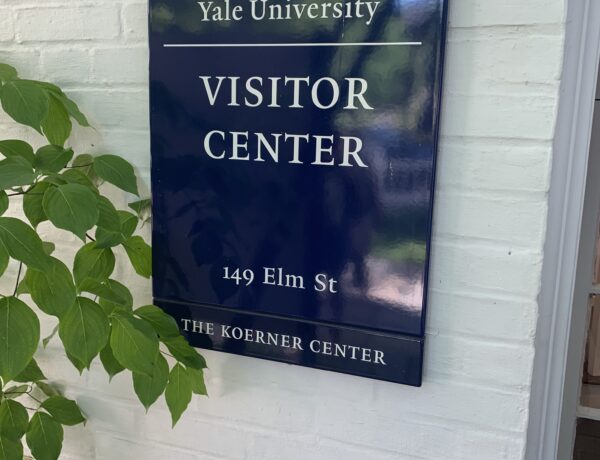 Yale University
VISITOR
CENTER
149 Elm St
THE KOERNER CENTER